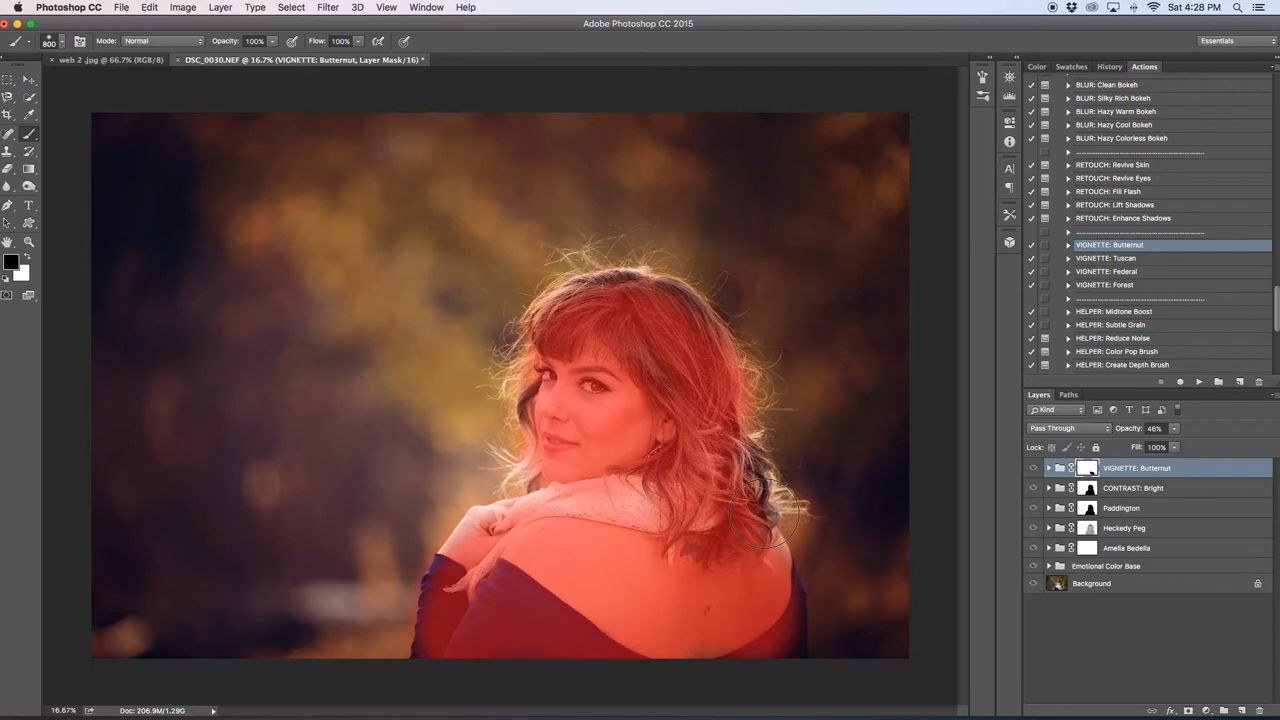 Photoshop CC File Edit Image Layer Type Select Filter 3D View Window Help
Sat 4:28 PM
Adobe Photoshop CC 2015
800 Mode: Normal Opacity: 100% Flow: 100% Essentials
× web 2 .jpg @ 66.7% (RGB/8) × DSC_0030.NEF @ 16.7% (VIGNETTE: Butternut, Layer Mask/16) *
Color Swatches History Actions
BLUR: Clean Bokeh
BLUR: Silky Rich Bokeh
BLUR: Hazy Warm Bokeh
BLUR: Hazy Cool Bokeh
BLUR: Hazy Colorless Bokeh
RETOUCH: Revive Skin
RETOUCH: Revive Eyes
RETOUCH: Fill Flash
RETOUCH: Lift Shadows
RETOUCH: Enhance Shadows
VIGNETTE: Butternut
VIGNETTE: Tuscan
VIGNETTE: Federal
VIGNETTE: Forest
HELPER: Midtone Boost
HELPER: Subtle Grain
HELPER: Reduce Noise
HELPER: Color Pop Brush
HELPER: Create Depth Brush
Layers Paths
Kind
Pass Through Opacity: 46%
Lock: Fill: 100%
VIGNETTE: Butternut
CONTRAST: Bright
Paddington
Heckedy Peg
Amelia Bedelia
Emotional Color Base
Background
16.67% Doc: 206.9M/1.29G